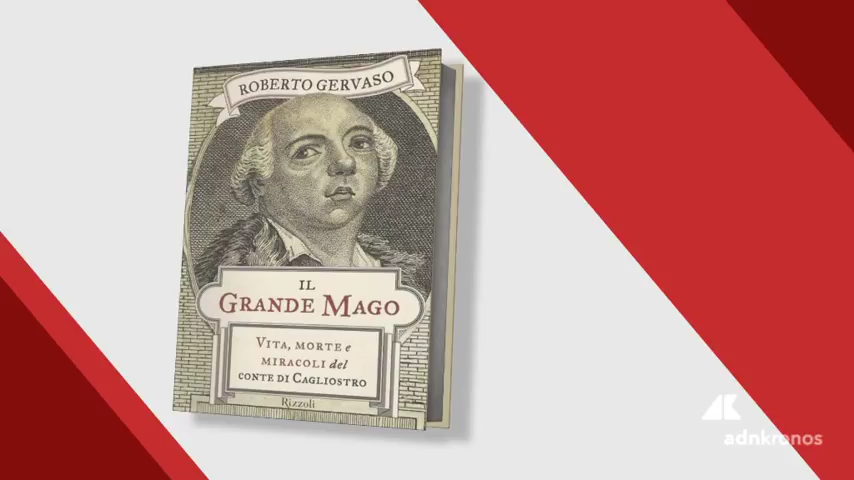 ROBERTO GERVASO
IL
GRANDE MAGO
VITA, MORTE e
MIRACOLI del
CONTE DI CAGLIOSTRO
Rizzoli
adnkronos